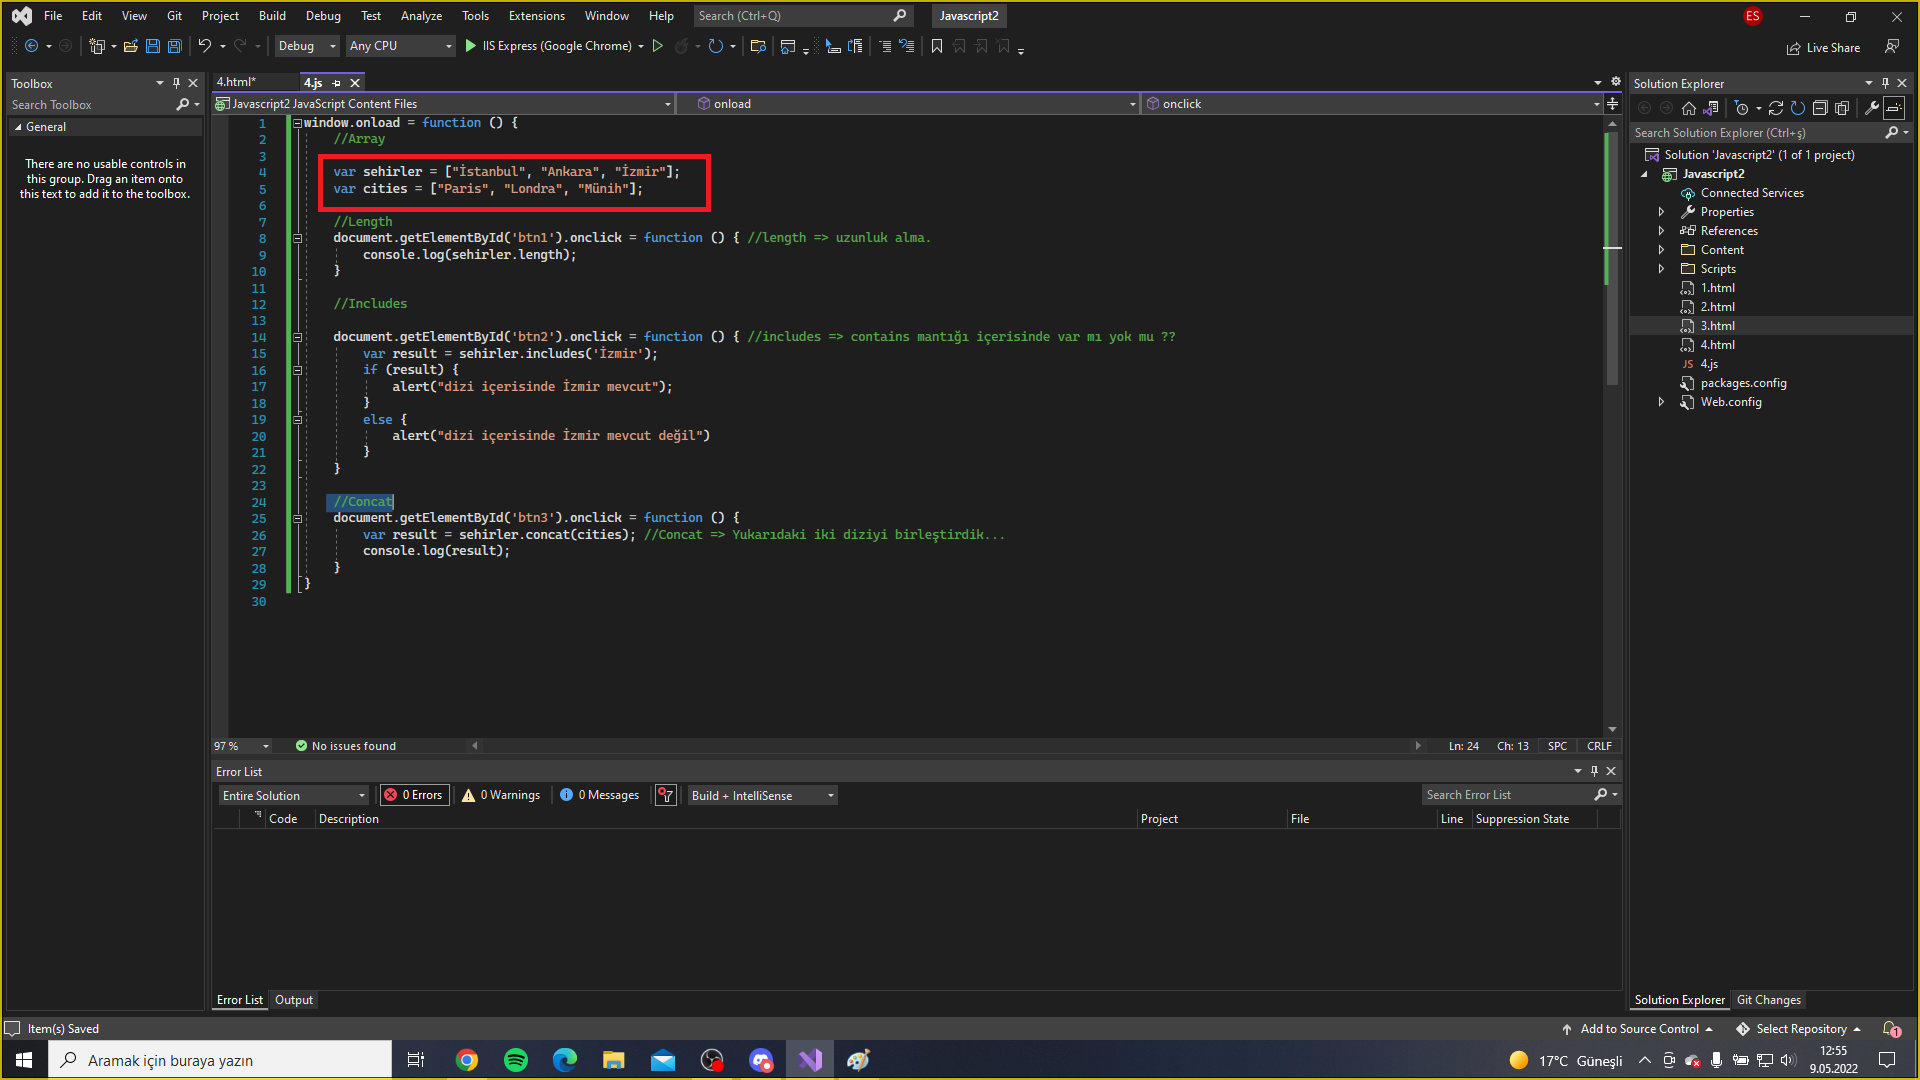 File Edit View Git Project Build Debug Test Analyze Tools Extensions Window Help Search (Ctrl+Q) Javascript2 ES
Debug Any CPU IIS Express (Google Chrome) Live Share
Toolbox
Search Toolbox
General
There are no usable controls in
this group. Drag an item onto
this text to add it to the toolbox.
4.html* 4.js
Javascript2 JavaScript Content Files onload onclick
1 window.onload = function () {
2 //Array
3
4 var sehirler = ["İstanbul", "Ankara", "İzmir"];
5 var cities = ["Paris", "Londra", "Münih"];
6
7 //Length
8 document.getElementById('btn1').onclick = function () { //length => uzunluk alma.
9 console.log(sehirler.length);
10 }
11
12 //Includes
13
14 document.getElementById('btn2').onclick = function () { //includes => contains mantığı içerisinde var mı yok mu ??
15 var result = sehirler.includes('İzmir');
16 if (result) {
17 alert("dizi içerisinde İzmir mevcut");
18 }
19 else {
20 alert("dizi içerisinde İzmir mevcut değil")
21 }
22 }
23
24 //Concat
25 document.getElementById('btn3').onclick = function () {
26 var result = sehirler.concat(cities); //Concat => Yukarıdaki iki diziyi birleştirdik...
27 console.log(result);
28 }
29 }
30
97 % No issues found Ln: 24 Ch: 13 SPC CRLF
Error List
Entire Solution 0 Errors 0 Warnings 0 Messages Build + IntelliSense Search Error List
Code Description Project File Line Suppression State
Error List Output
Solution Explorer
Search Solution Explorer (Ctrl+ş)
Solution 'Javascript2' (1 of 1 project)
Javascript2
Connected Services
Properties
References
Content
Scripts
1.html
2.html
3.html
4.html
JS 4.js
packages.config
Web.config
Solution Explorer Git Changes
Item(s) Saved Add to Source Control Select Repository 1
Aramak için buraya yazın 17°C Güneşli 12:55
9.05.2022